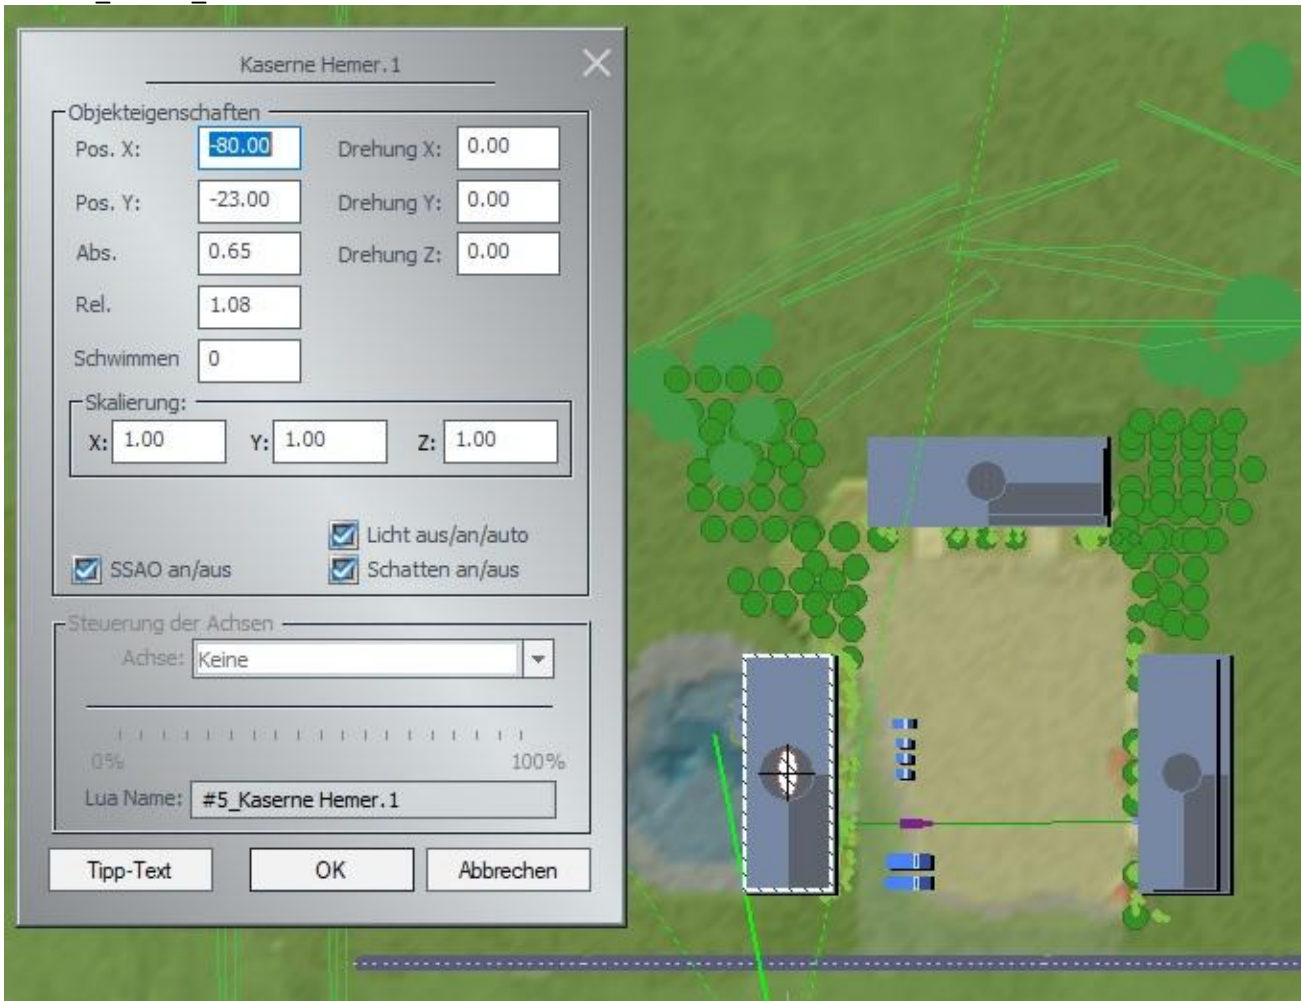 Kaserne Hemer.1
Objekteigenschaften
Pos. X: -80.00 Drehung X: 0.00
Pos. Y: -23.00 Drehung Y: 0.00
Abs. 0.65 Drehung Z: 0.00
Rel. 1.08
Schwimmen 0
Skalierung:
X: 1.00 Y: 1.00 Z: 1.00
Licht aus/an/auto
SSAO an/aus Schatten an/aus
Steuerung der Achsen
Achse: Keine
0% 100%
Lua Name: #5_Kaserne Hemer.1
Tipp-Text OK Abbrechen